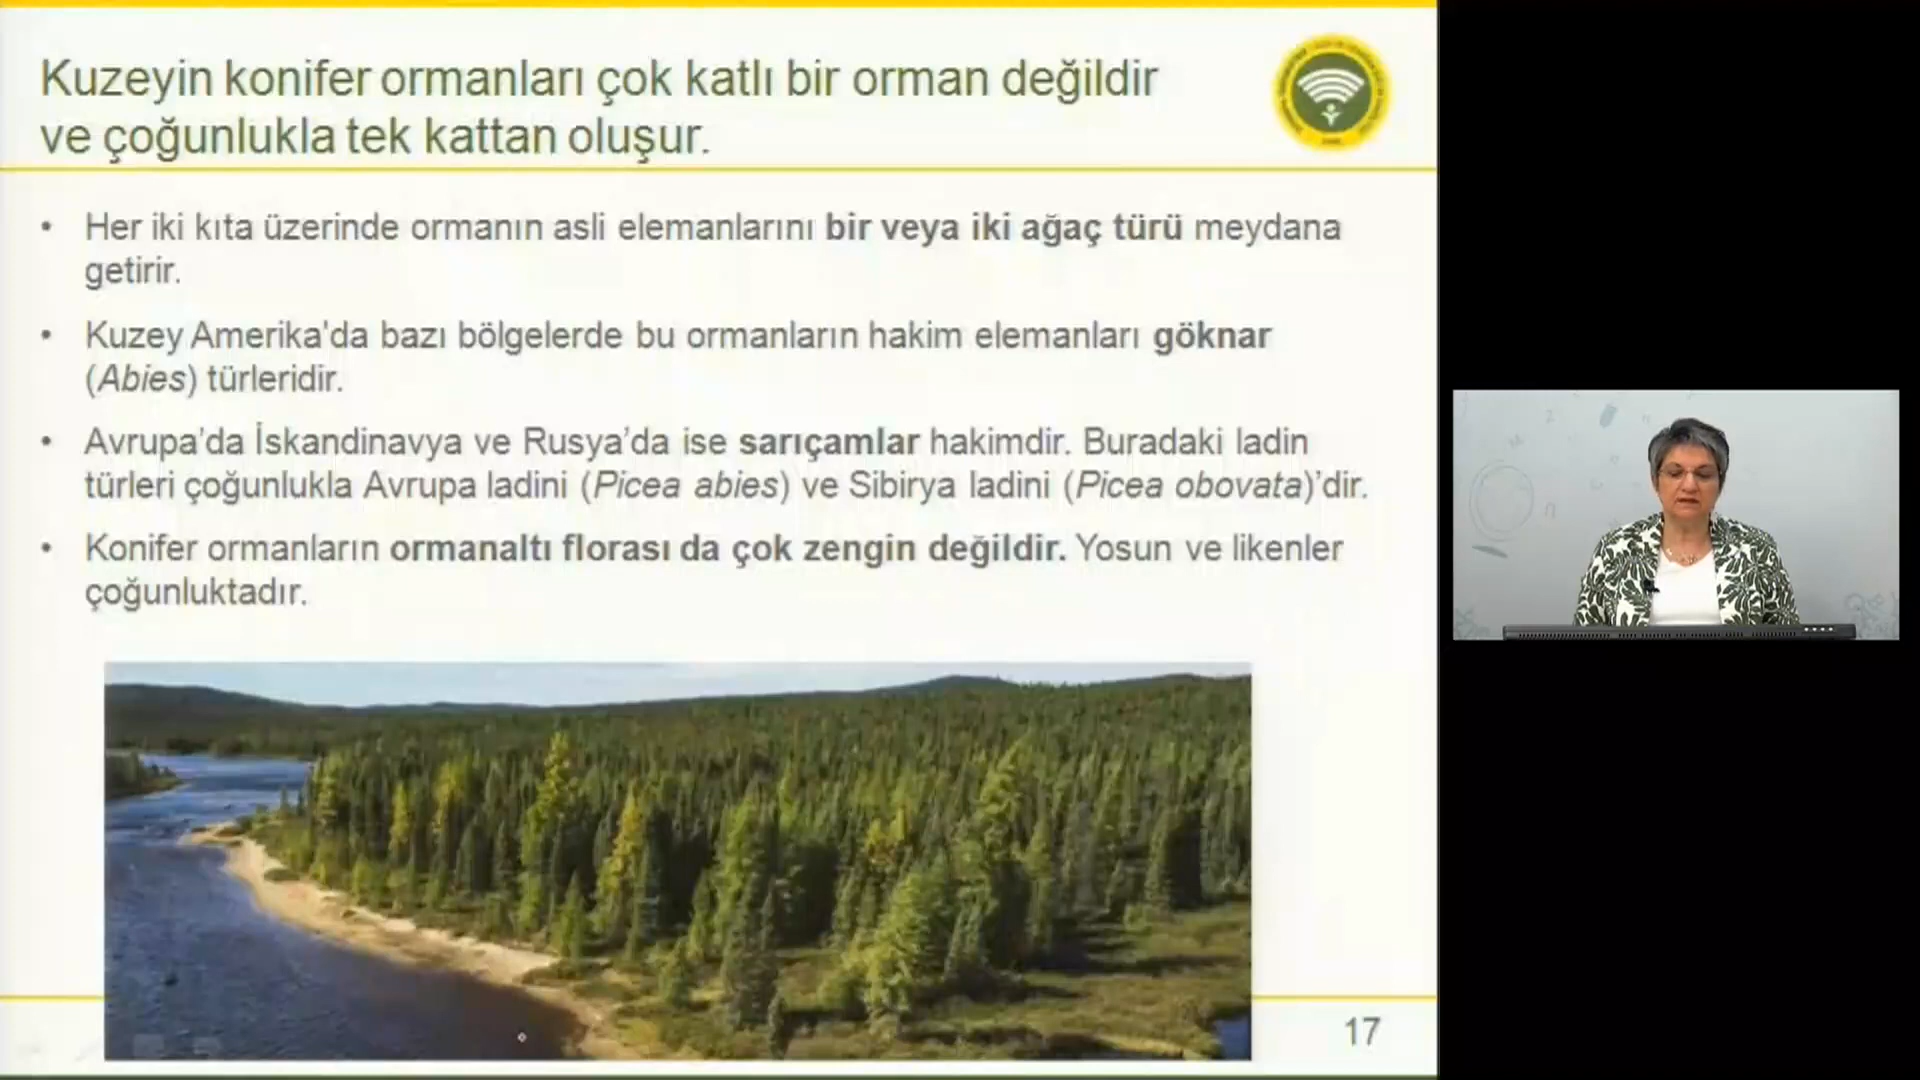 Kuzeyin konifer ormanları çok katlı bir orman değildir
ve çoğunlukla tek kattan oluşur.
• Her iki kıta üzerinde ormanın asli elemanlarını bir veya iki ağaç türü meydana
getirir.
• Kuzey Amerika'da bazı bölgelerde bu ormanların hakim elemanları göknar
(Abies) türleridir.
• Avrupa'da İskandinavya ve Rusya'da ise sarıçamlar hakimdir. Buradaki ladin
türleri çoğunlukla Avrupa ladini (Picea abies) ve Sibirya ladini (Picea obovata)'dir.
• Konifer ormanların ormanaltı florası da çok zengin değildir. Yosun ve likenler
çoğunluktadır.
17